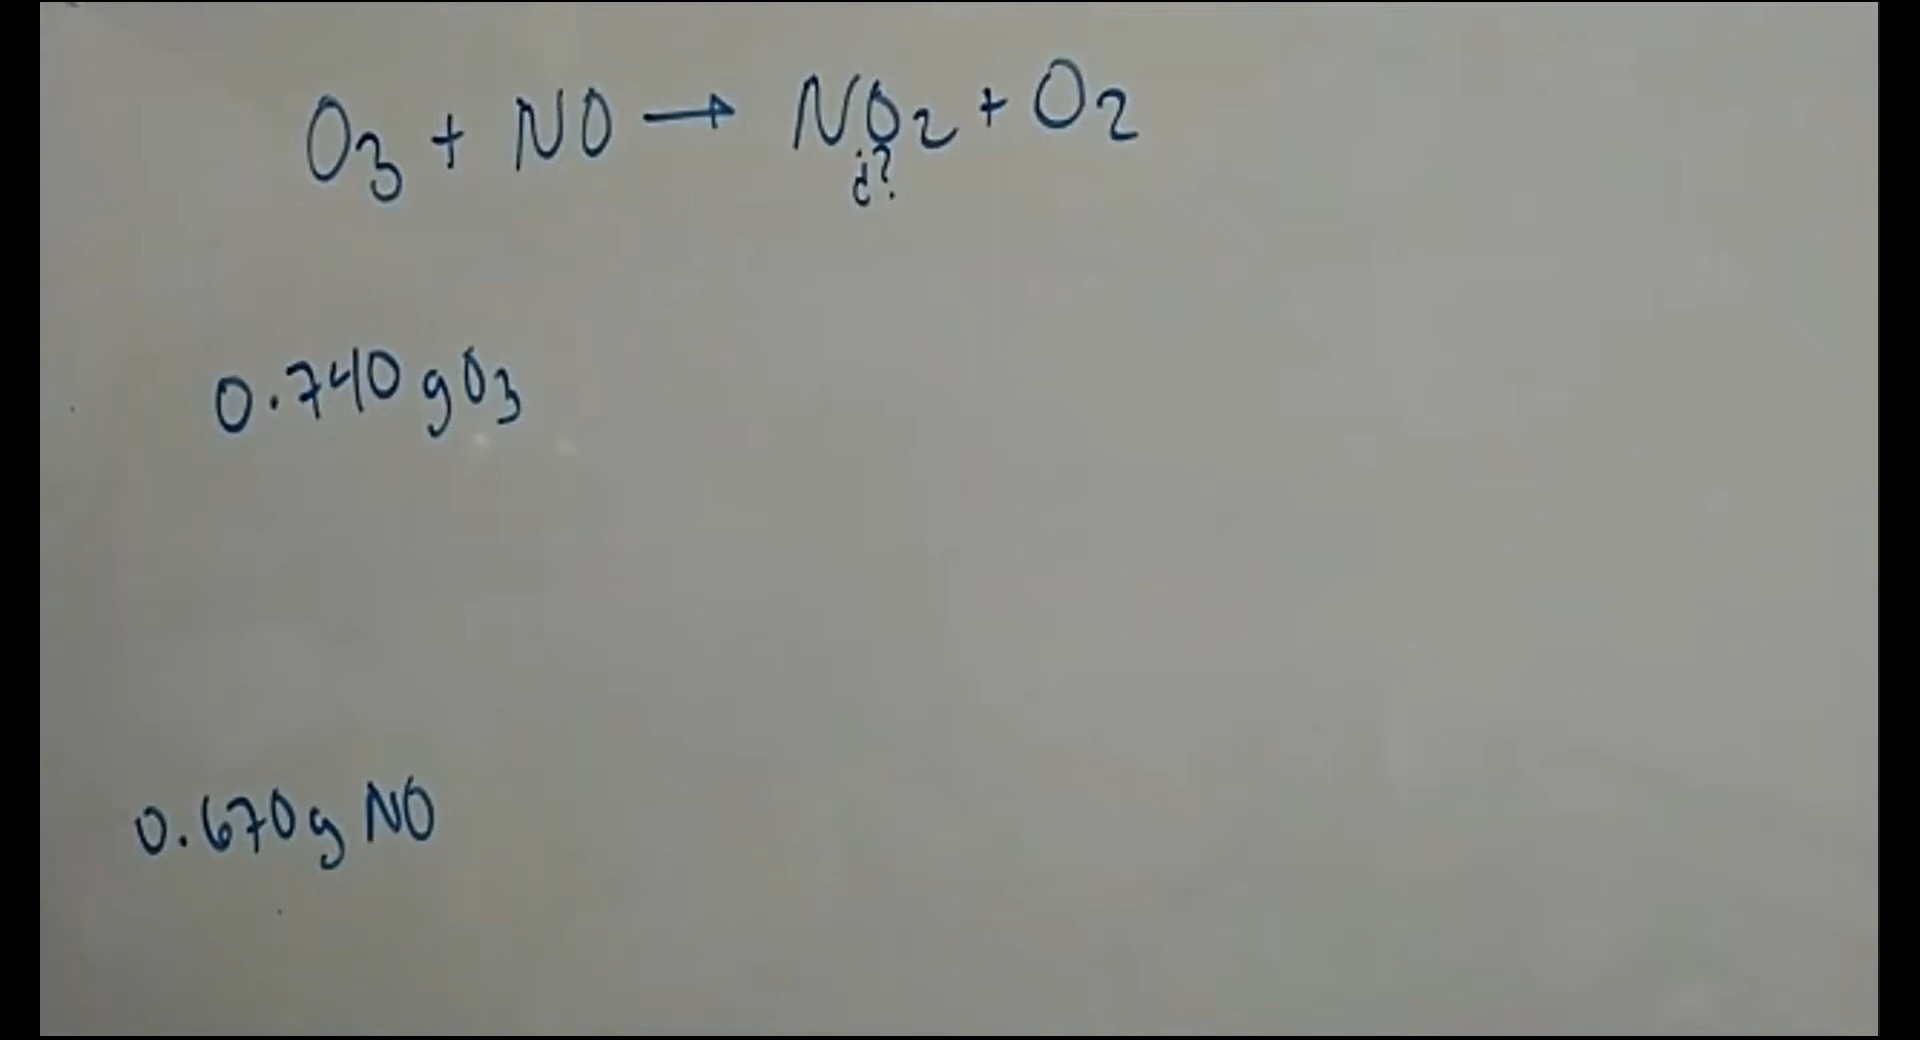 O₃ + NO → NO₂ + O₂
¿?
0.740 g O₃
0.670 g NO